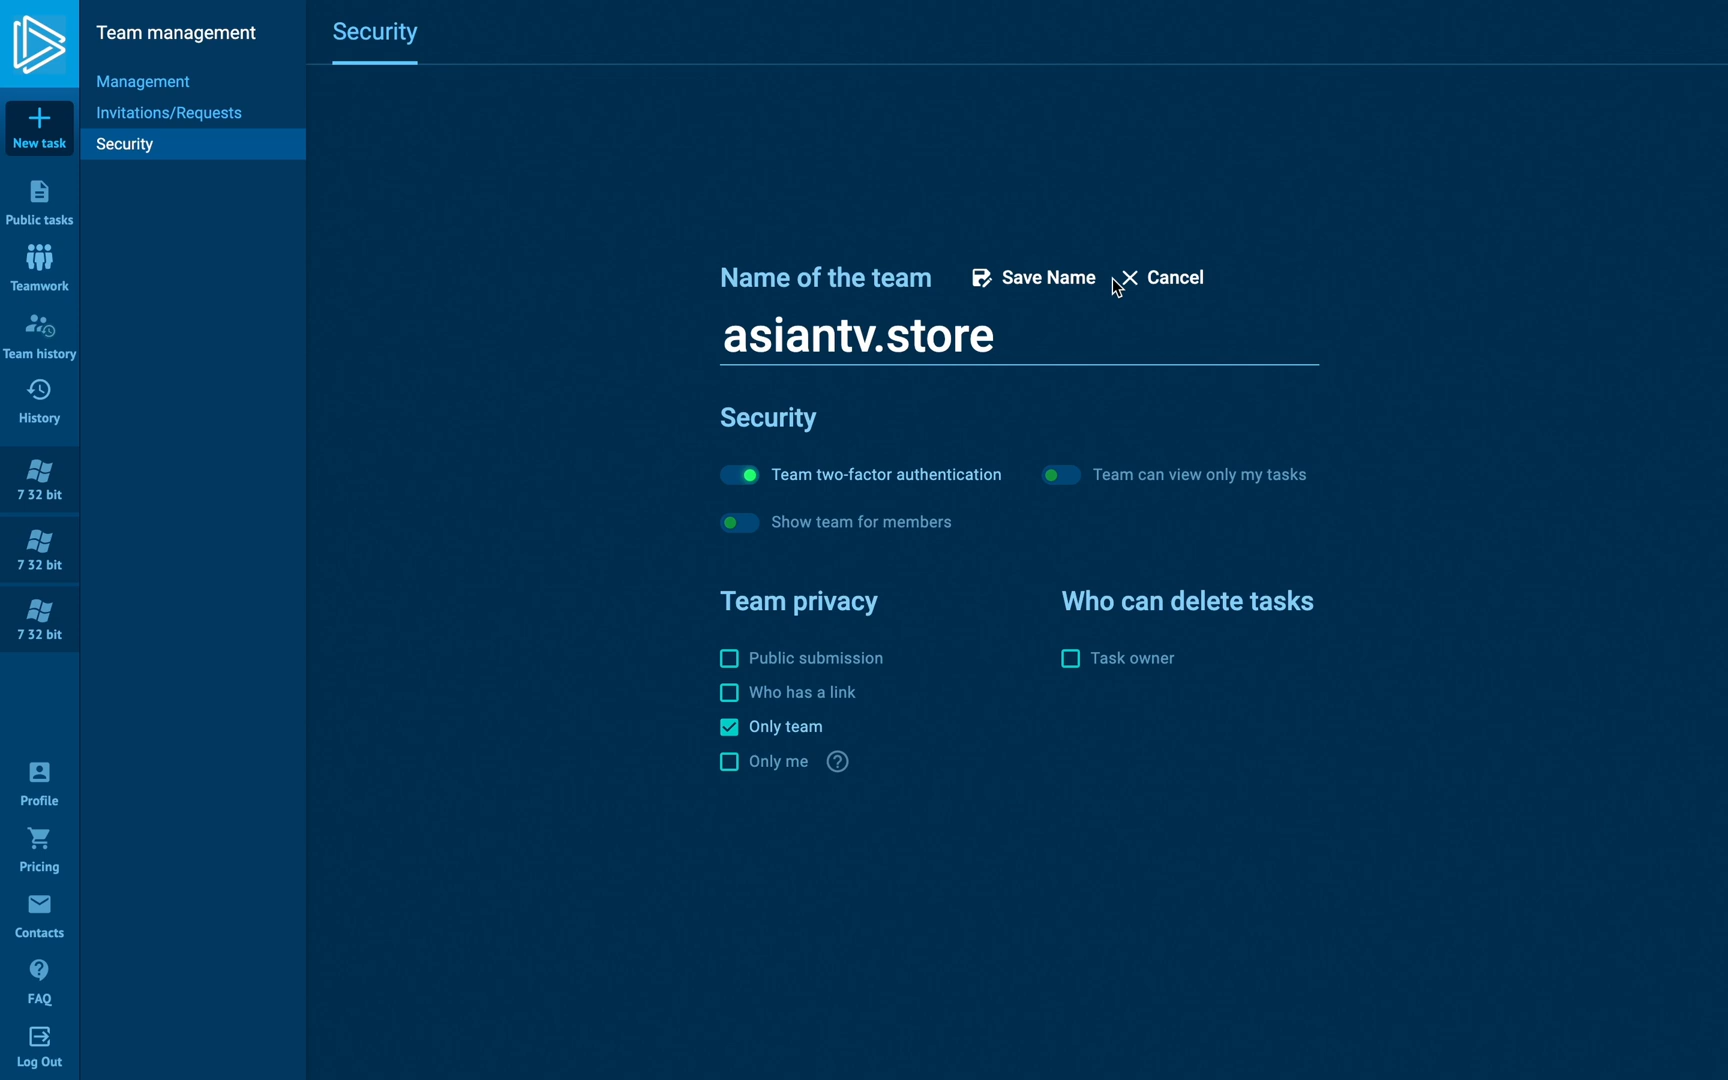 Team management
Management
Invitations/Requests
Security
New task
Public tasks
Teamwork
Team history
History
7 32 bit
7 32 bit
7 32 bit
Profile
Pricing
Contacts
FAQ
Log Out
Security
Name of the team
Save Name
Cancel
asiantv.store
Security
Team two-factor authentication
Team can view only my tasks
Show team for members
Team privacy
Public submission
Who has a link
Only team
Only me ?
Who can delete tasks
Task owner